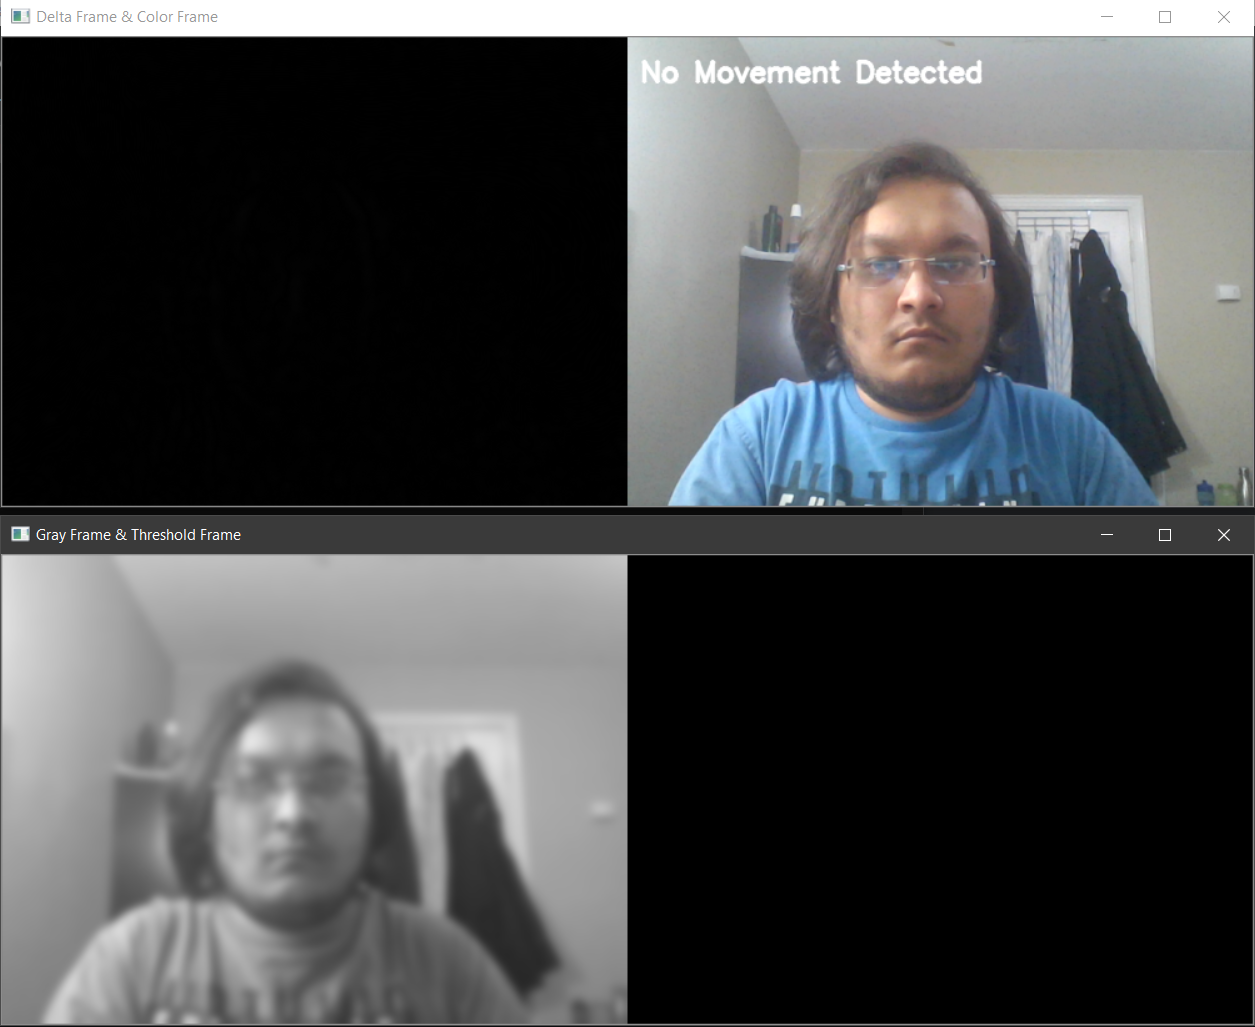 Delta Frame & Color Frame
No Movement Detected
Gray Frame & Threshold Frame